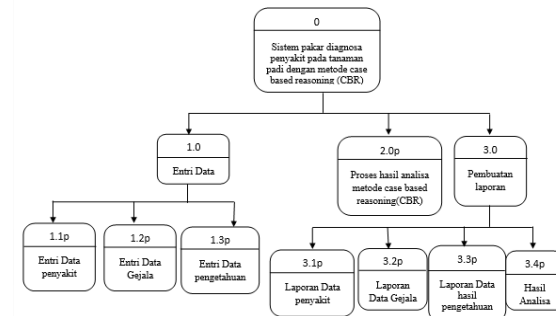 0
Sistem pakar diagnosa
penyakit pada tanaman
padi dengan metode case
based reasoning (CBR)
1.0
Entri Data
2.0p
Proses hasil analisa
metode case based
reasoning(CBR)
3.0
Pembuatan
laporan
1.1p
Entri Data
penyakit
1.2p
Entri Data
Gejala
1.3p
Entri Data
pengetahuan
3.1p
Laporan Data
penyakit
3.2p
Laporan
Data Gejala
3.3p
Laporan Data
hasil
pengetahuan
3.4p
Hasil
Analisa